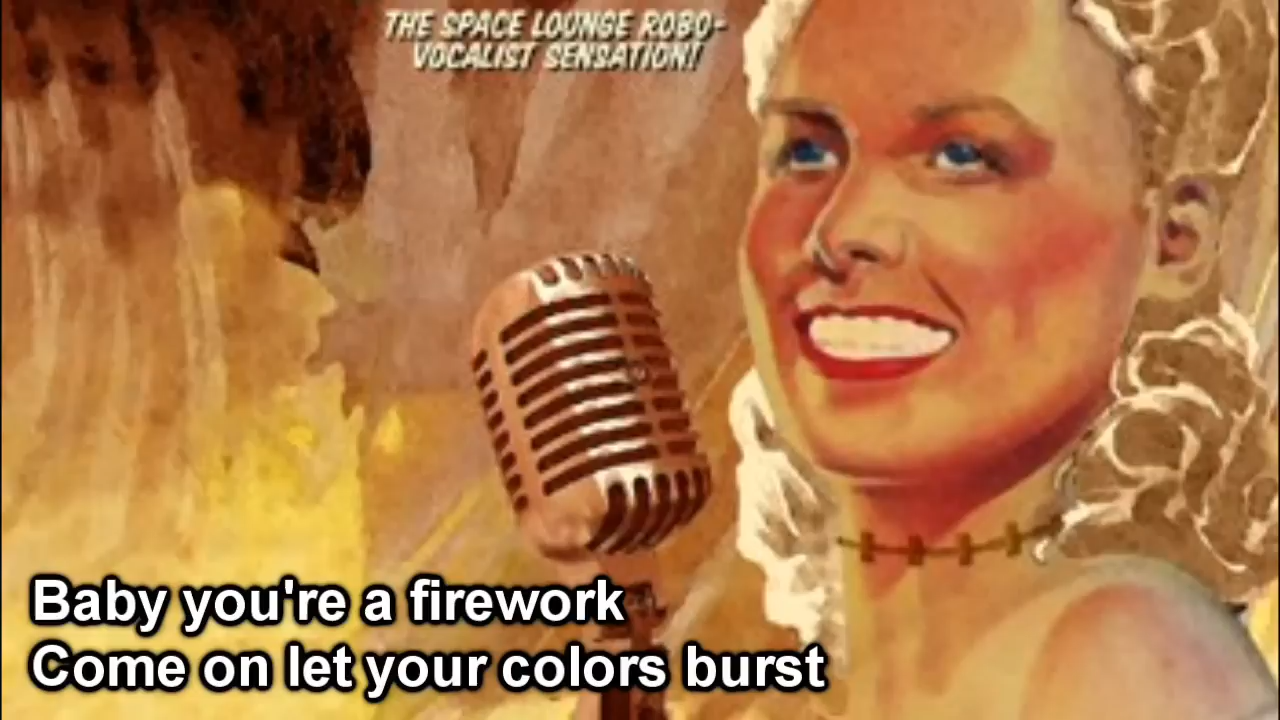 THE SPACE LOUNGE ROBO-
VOCALIST SENSATION!
Baby you're a firework
Come on let your colors burst